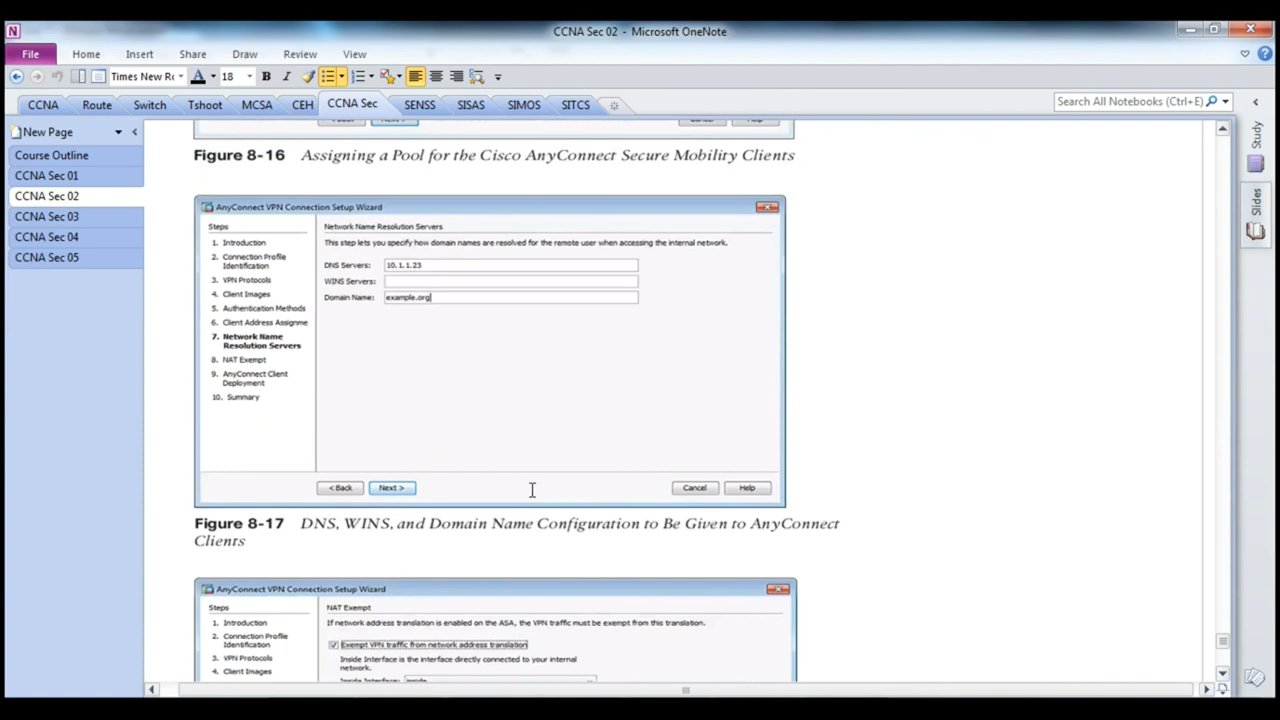 CCNA Sec 02 - Microsoft OneNote
File Home Insert Share Draw Review View
Times New Ro 18 B I
CCNA Route Switch Tshoot MCSA CEH CCNA Sec SENSS SISAS SIMOS SITCS
Search All Notebooks (Ctrl+E)
New Page
Course Outline
CCNA Sec 01
CCNA Sec 02
CCNA Sec 03
CCNA Sec 04
CCNA Sec 05
Study
Slides
Figure 8-16 Assigning a Pool for the Cisco AnyConnect Secure Mobility Clients
AnyConnect VPN Connection Setup Wizard
Steps
1. Introduction
2. Connection Profile
Identification
3. VPN Protocols
4. Client Images
5. Authentication Methods
6. Client Address Assignme
7. Network Name
Resolution Servers
8. NAT Exempt
9. AnyConnect Client
Deployment
10. Summary
Network Name Resolution Servers
This step lets you specify how domain names are resolved for the remote user when accessing the internal network.
DNS Servers: 10.1.1.23
WINS Servers:
Domain Name: example.org
< Back Next > Cancel Help
Figure 8-17 DNS, WINS, and Domain Name Configuration to Be Given to AnyConnect
Clients
AnyConnect VPN Connection Setup Wizard
Steps
1. Introduction
2. Connection Profile
Identification
3. VPN Protocols
4. Client Images
NAT Exempt
If network address translation is enabled on the ASA, the VPN traffic must be exempt from this translation.
Exempt VPN traffic from network address translation
Inside Interface is the interface directly connected to your internal
network.
Inside Interface: inside